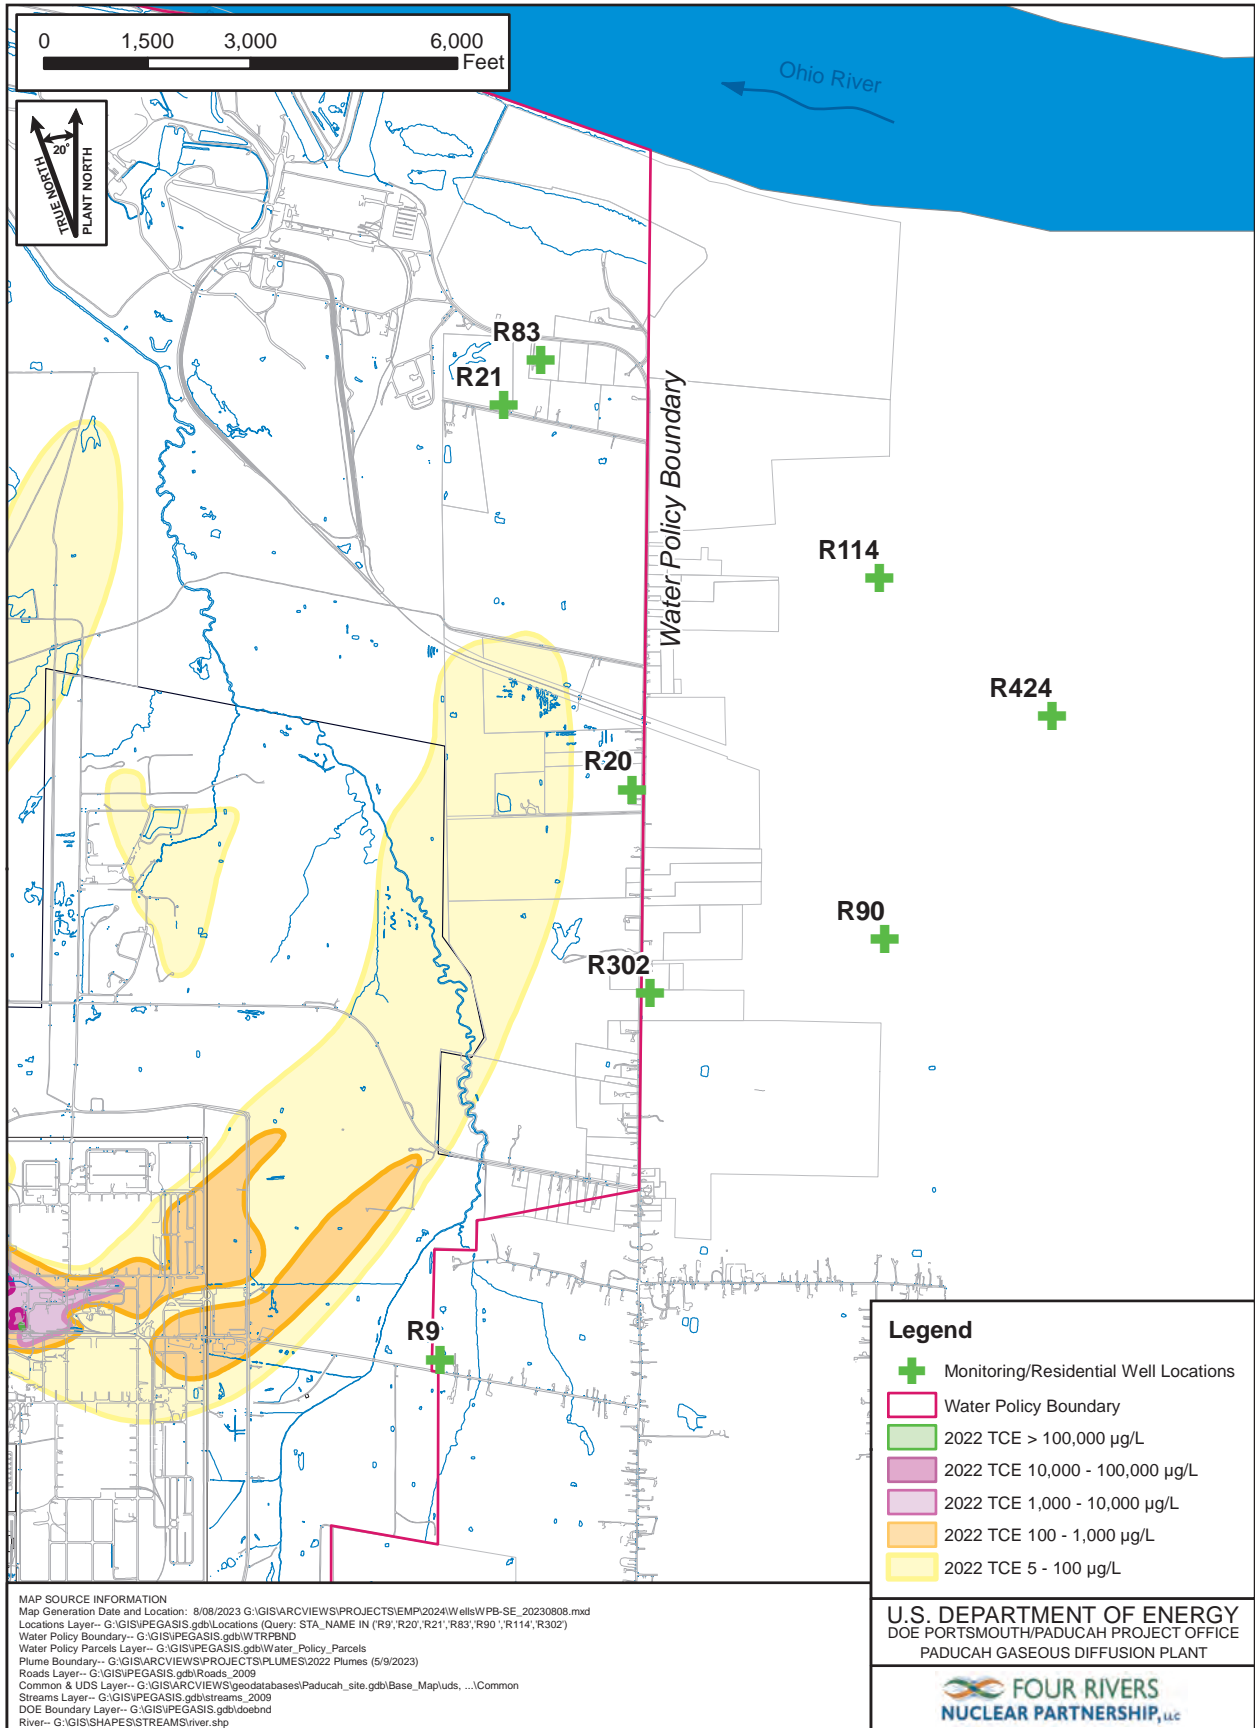 0 1,500 3,000 6,000
Feet
Ohio River
20°
TRUE NORTH
PLANT NORTH
R83
R21
Water Policy Boundary
R114
R424
R20
R90
R302
R9
Legend
Monitoring/Residential Well Locations
Water Policy Boundary
2022 TCE > 100,000 µg/L
2022 TCE 10,000 - 100,000 µg/L
2022 TCE 1,000 - 10,000 µg/L
2022 TCE 100 - 1,000 µg/L
2022 TCE 5 - 100 µg/L
MAP SOURCE INFORMATION
Map Generation Date and Location: 8/08/2023 G:\GIS\ARCVIEWS\PROJECTS\EMP\2024\WellsWPB-SE_20230808.mxd
Locations Layer-- G:\GIS\PEGASIS.gdb\Locations (Query: STA_NAME IN ('R9','R20','R21','R83','R90 ','R114','R302')
Water Policy Boundary-- G:\GIS\PEGASIS.gdb\WTRPBND
Water Policy Parcels Layer-- G:\GIS\PEGASIS.gdb\Water_Policy_Parcels
Plume Boundary-- G:\GIS\ARCVIEWS\PROJECTS\PLUMES\2022 Plumes (5/9/2023)
Roads Layer-- G:\GIS\PEGASIS.gdb\Roads_2009
Common & UDS Layer-- G:\GIS\ARCVIEWS\geodatabases\Paducah_site.gdb\Base_Map\uds, ...\Common
Streams Layer-- G:\GIS\PEGASIS.gdb\streams_2009
DOE Boundary Layer-- G:\GIS\PEGASIS.gdb\doebnd
River-- G:\GIS\SHAPES\STREAMS\river.shp
U.S. DEPARTMENT OF ENERGY
DOE PORTSMOUTH/PADUCAH PROJECT OFFICE
PADUCAH GASEOUS DIFFUSION PLANT
FOUR RIVERS
NUCLEAR PARTNERSHIP, LLC